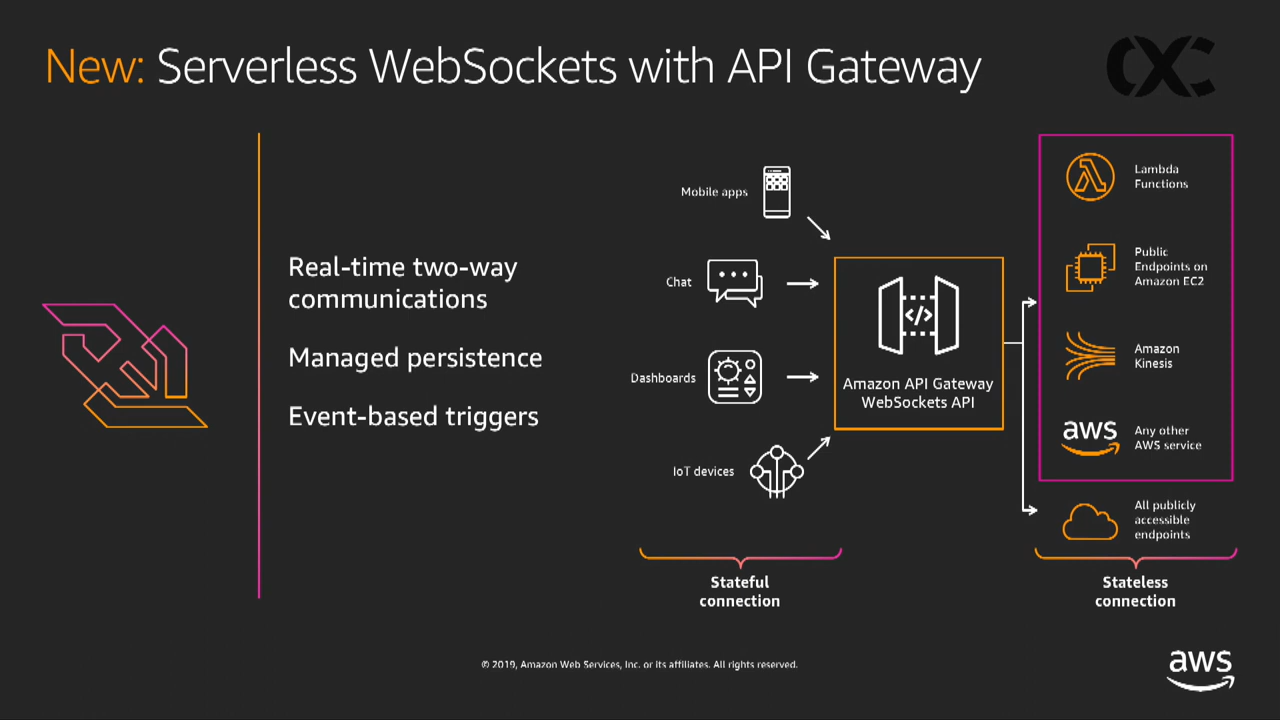 New: Serverless WebSockets with API Gateway
Real-time two-way
communications
Managed persistence
Event-based triggers
Mobile apps
Chat
Dashboards
IoT devices
</>
Amazon API Gateway
WebSockets API
Lambda
Functions
Public
Endpoints on
Amazon EC2
Amazon
Kinesis
aws
Any other
AWS service
All publicly
accessible
endpoints
Stateful
connection
Stateless
connection
© 2019, Amazon Web Services, Inc. or its affiliates. All rights reserved.
aws